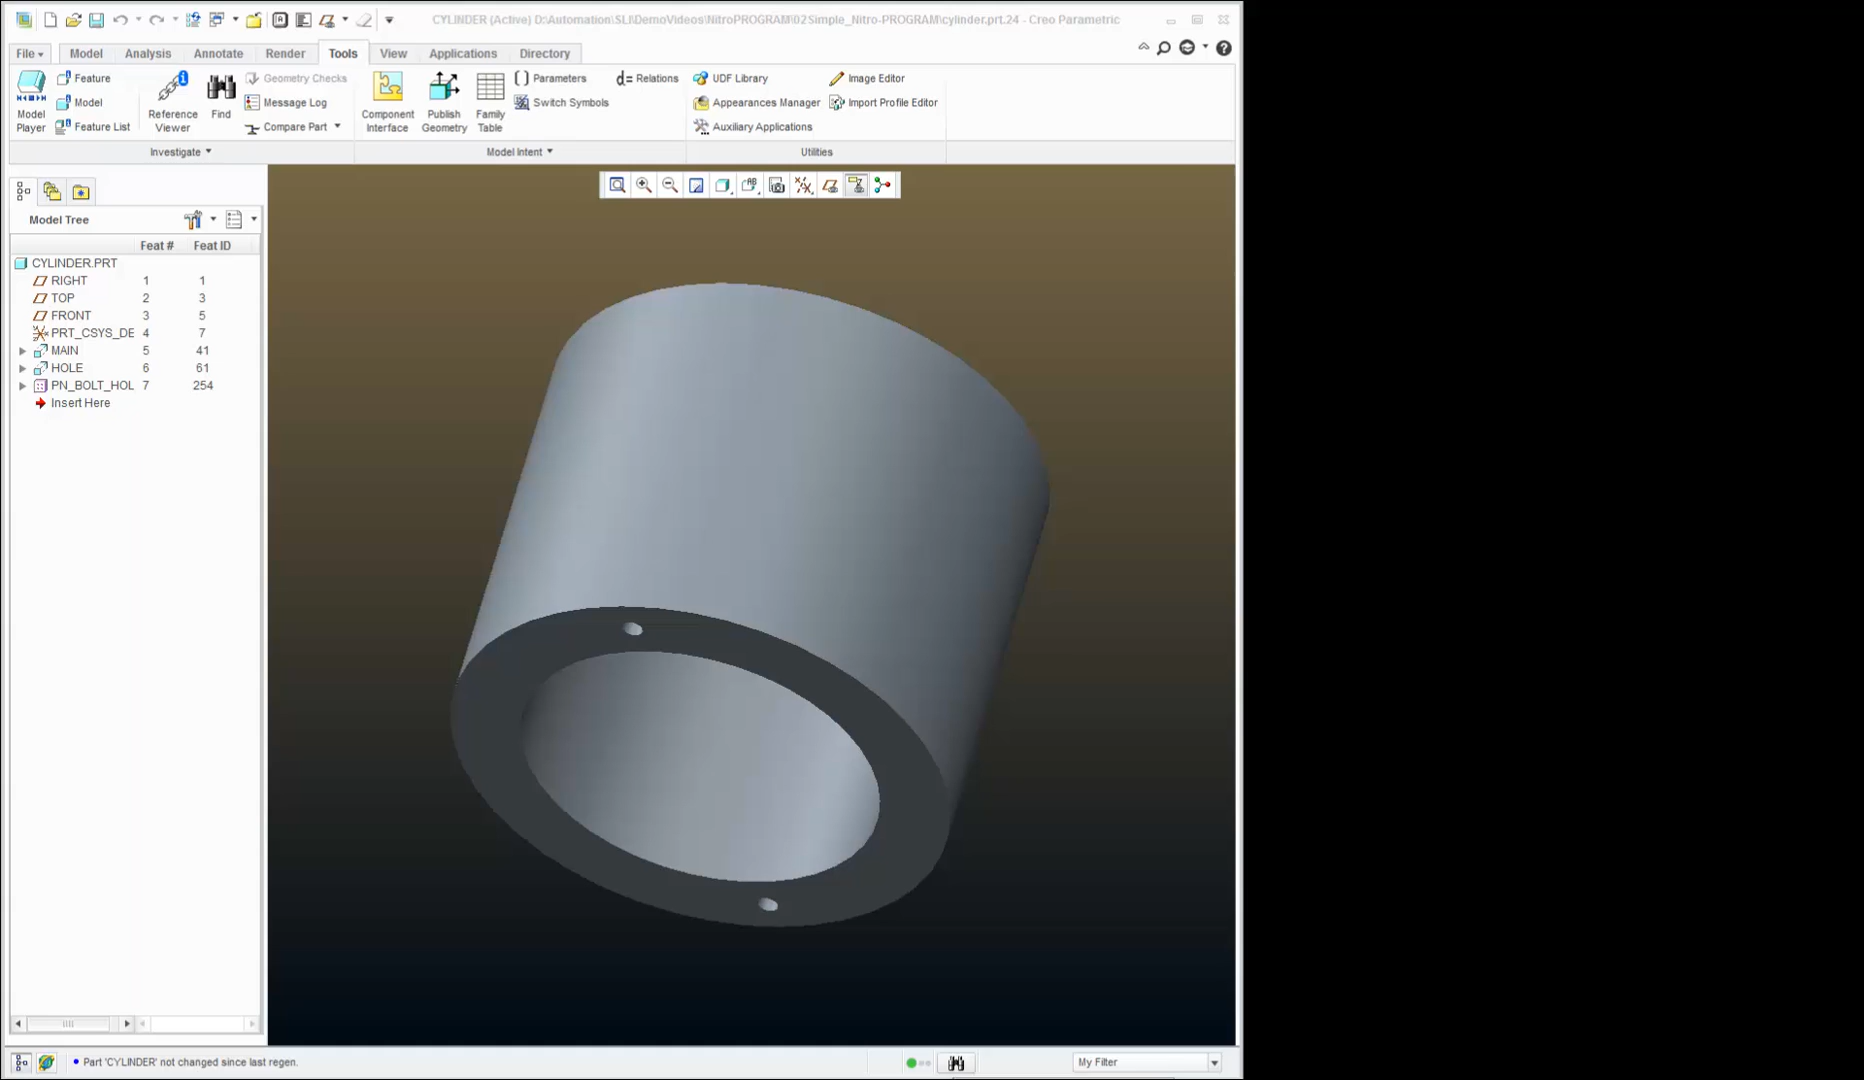 CYLINDER (Active) D:\Automation\SLI\DemoVideos\NitroPROGRAM\02Simple_Nitro-PROGRAM\cylinder.prt.24 - Creo Parametric
File Model Analysis Annotate Render Tools View Applications Directory
Model Player
Feature
Model
Feature List
Reference Viewer
Find
Geometry Checks
Message Log
Compare Part
Investigate
Component Interface
Publish Geometry
Family Table
Parameters
Switch Symbols
d= Relations
Model Intent
UDF Library
Appearances Manager
Auxiliary Applications
Image Editor
Import Profile Editor
Utilities
Model Tree
Feat # Feat ID
CYLINDER.PRT
RIGHT 1 1
TOP 2 3
FRONT 3 5
PRT_CSYS_DE 4 7
MAIN 5 41
HOLE 6 61
PN_BOLT_HOL 7 254
Insert Here
Part 'CYLINDER' not changed since last regen.
My Filter